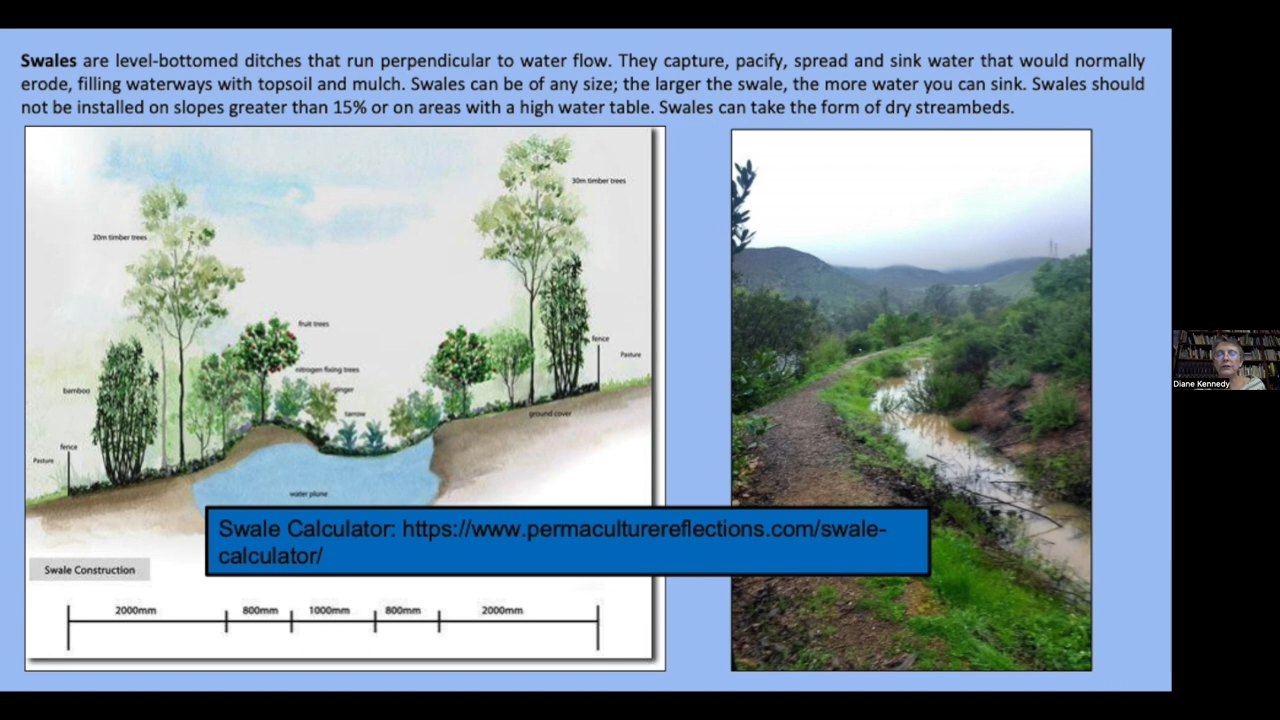 Swales are level-bottomed ditches that run perpendicular to water flow. They capture, pacify, spread and sink water that would normally
erode, filling waterways with topsoil and mulch. Swales can be of any size; the larger the swale, the more water you can sink. Swales should
not be installed on slopes greater than 15% or on areas with a high water table. Swales can take the form of dry streambeds.
30m timber trees
20m timber trees
fruit trees
fence
Pasture
nitrogen fixing trees
bamboo
ginger
tarrow
ground cover
fence
Pasture
water plune
Swale Calculator: https://www.permaculturereflections.com/swale-
calculator/
Swale Construction
2000mm 800mm 1000mm 800mm 2000mm
Diane Kennedy